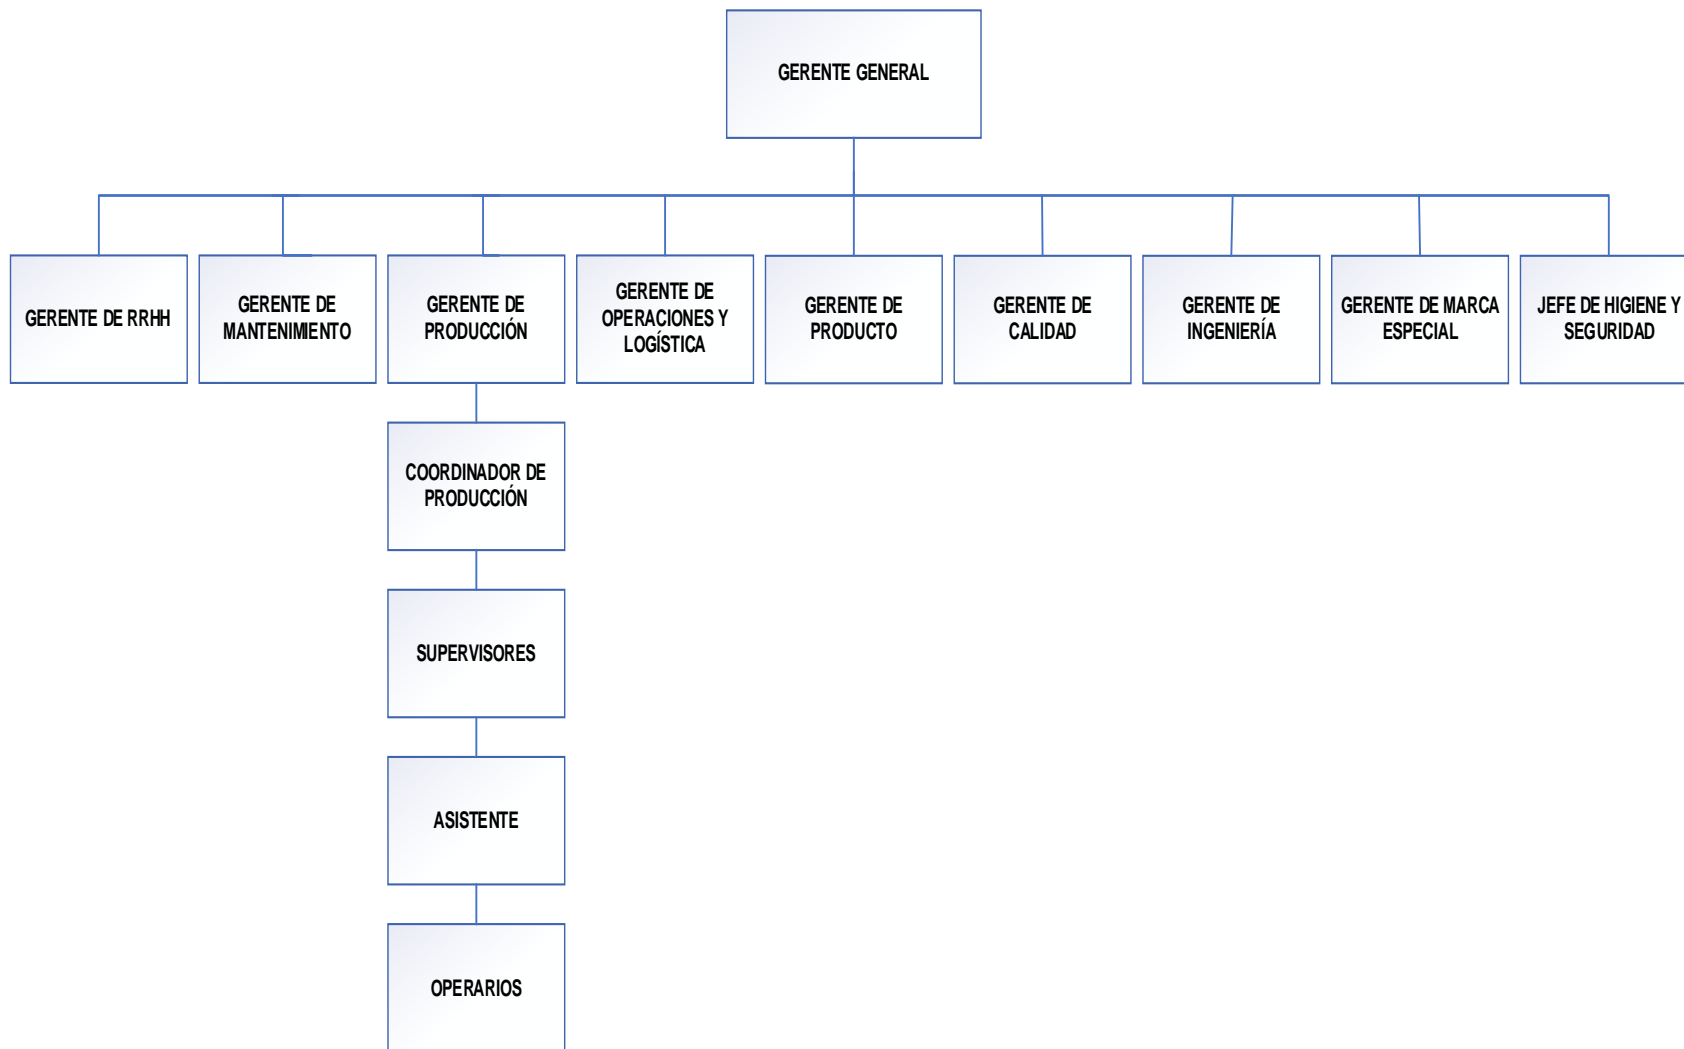 GERENTE GENERAL
GERENTE DE RRHH
GERENTE DE
MANTENIMIENTO
GERENTE DE
PRODUCCIÓN
GERENTE DE
OPERACIONES Y
LOGÍSTICA
GERENTE DE
PRODUCTO
GERENTE DE
CALIDAD
GERENTE DE
INGENIERÍA
GERENTE DE MARCA
ESPECIAL
JEFE DE HIGIENE Y
SEGURIDAD
COORDINADOR DE
PRODUCCIÓN
SUPERVISORES
ASISTENTE
OPERARIOS